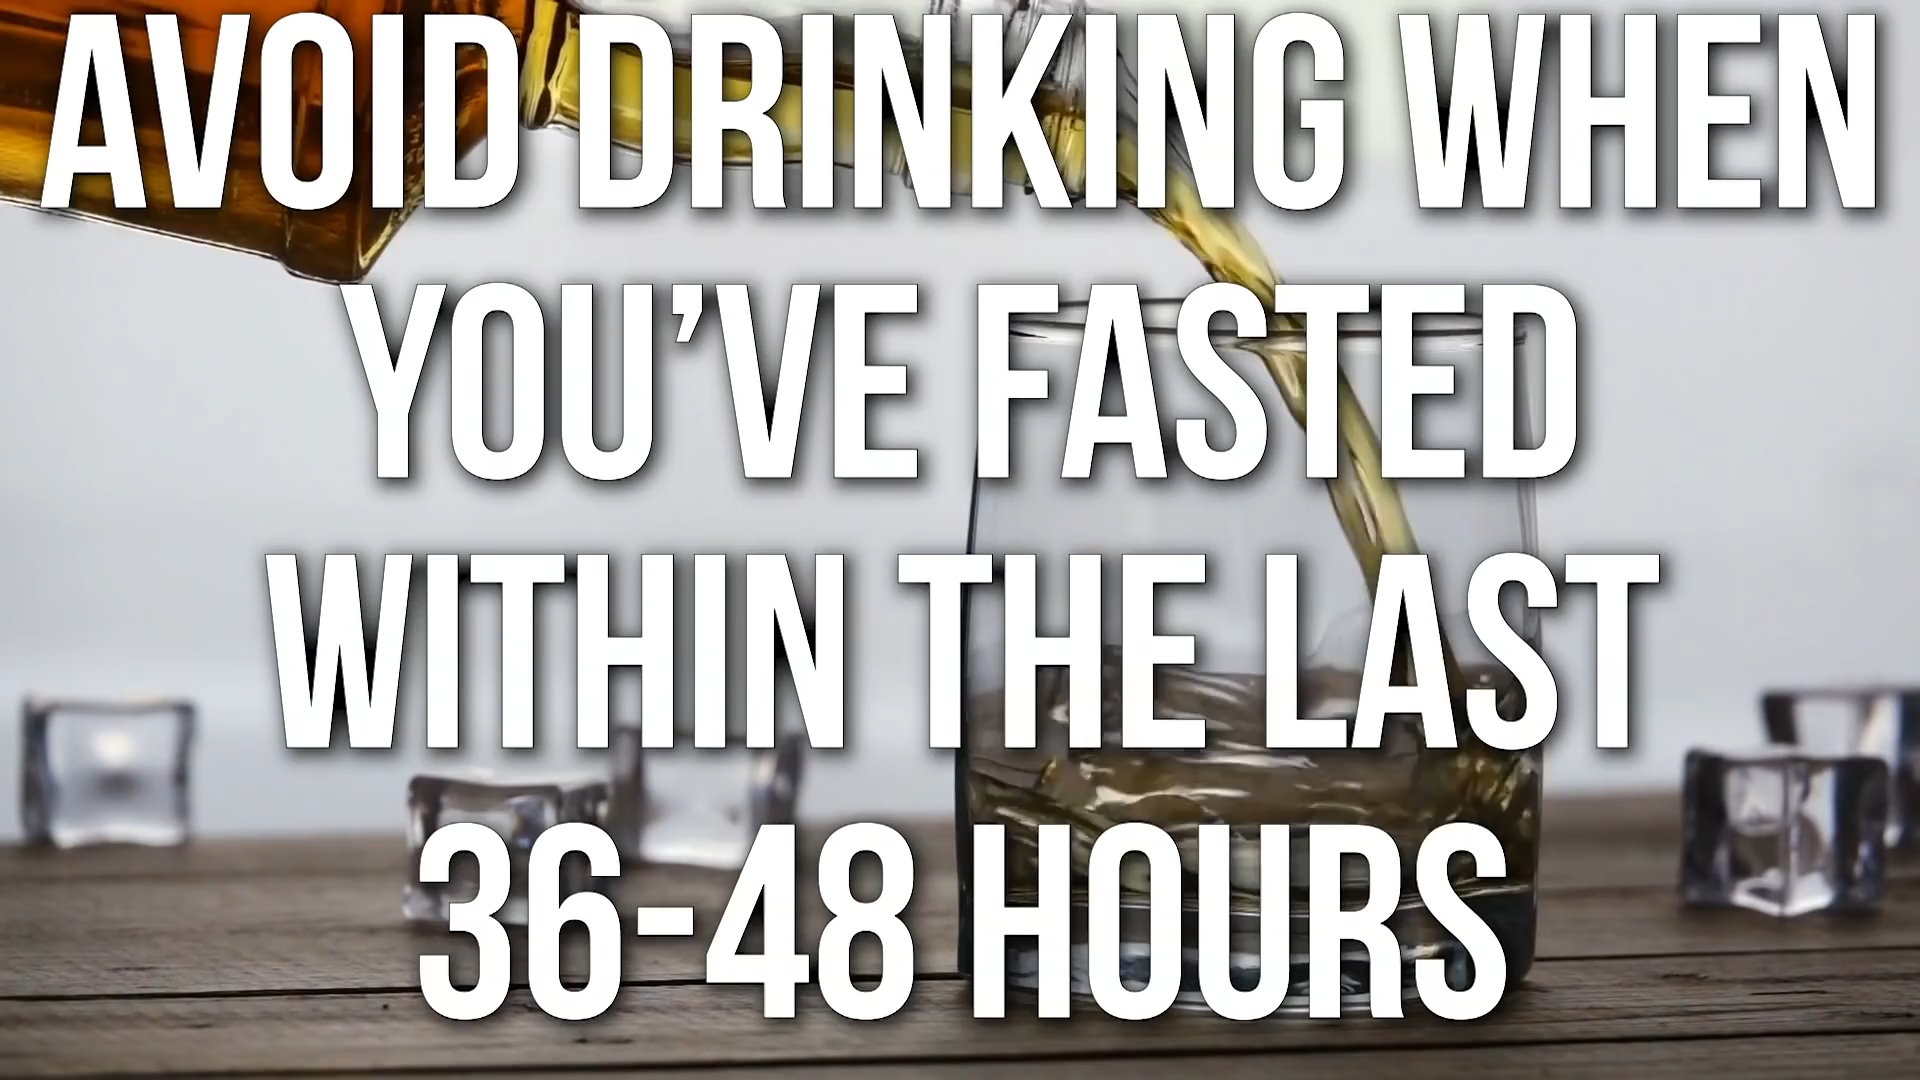 AVOID DRINKING WHEN
YOU'VE FASTED
WITHIN THE LAST
36-48 HOURS